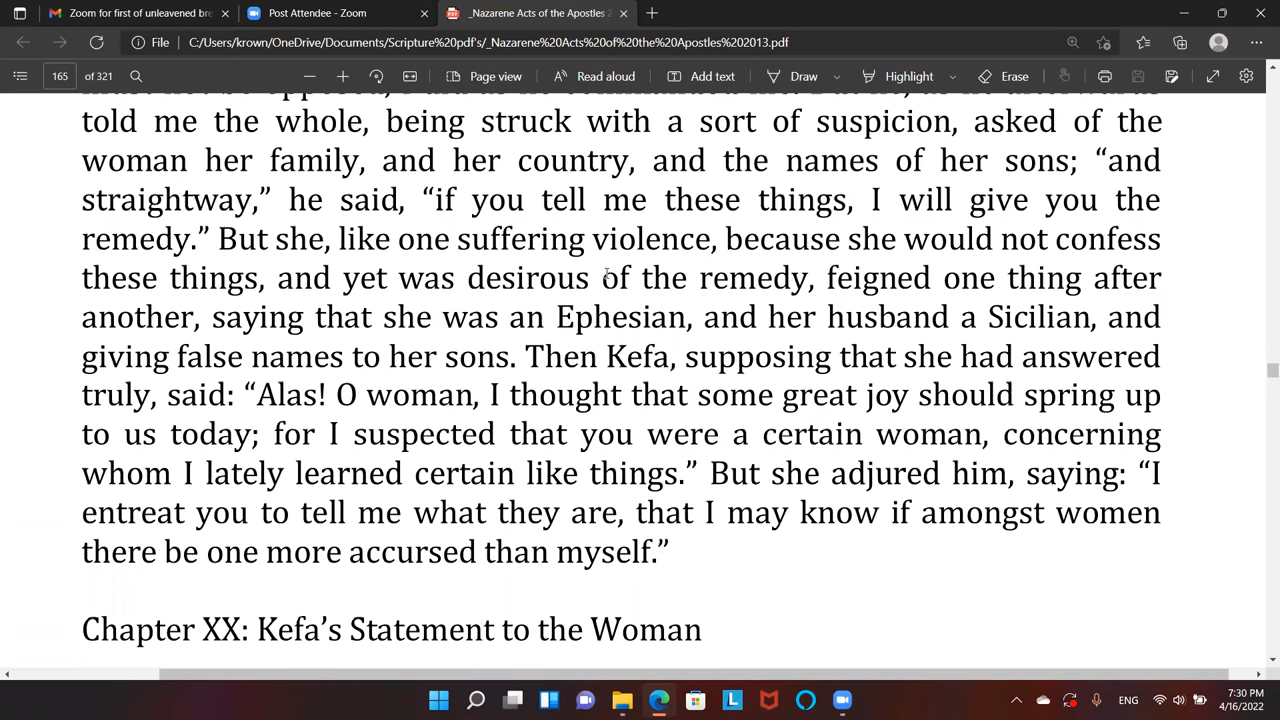 Zoom for first of unleavened bre
Post Attendee - Zoom
_Nazarene Acts of the Apostles 2
File
C:/Users/krown/OneDrive/Documents/Scripture%20pdf's/_Nazarene%20Acts%20of%20the%20Apostles%202013.pdf
165 of 321
Page view
Read aloud
Add text
Draw
Highlight
Erase
told me the whole, being struck with a sort of suspicion, asked of the
woman her family, and her country, and the names of her sons; “and
straightway,” he said, “if you tell me these things, I will give you the
remedy.” But she, like one suffering violence, because she would not confess
these things, and yet was desirous of the remedy, feigned one thing after
another, saying that she was an Ephesian, and her husband a Sicilian, and
giving false names to her sons. Then Kefa, supposing that she had answered
truly, said: “Alas! O woman, I thought that some great joy should spring up
to us today; for I suspected that you were a certain woman, concerning
whom I lately learned certain like things.” But she adjured him, saying: “I
entreat you to tell me what they are, that I may know if amongst women
there be one more accursed than myself.”
Chapter XX: Kefa’s Statement to the Woman
L
ENG
7:30 PM
4/16/2022